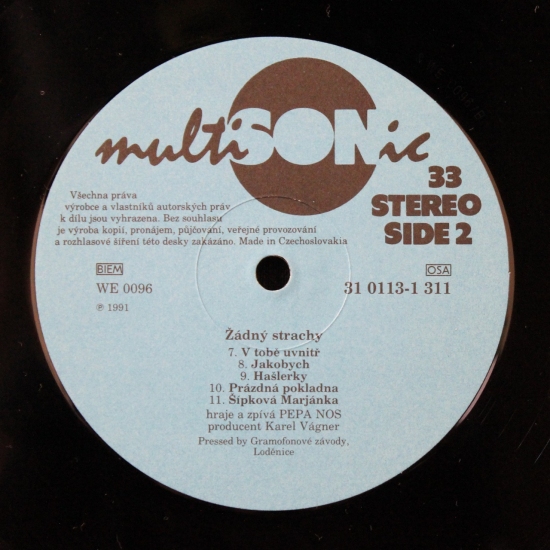 multiSONic
33
STEREO
SIDE 2
Všechna práva
výrobce a vlastníků autorských práv
k dílu jsou vyhrazena. Bez souhlasu
je výroba kopií, pronájem, půjčování, veřejné provozování
a rozhlasové šíření této desky zakázáno. Made in Czechoslovakia
BIEM
OSA
WE 0096
31 0113-1 311
℗ 1991
Žádný strachy
7. V tobě uvnitř
8. Jakobych
9. Hašlerky
10. Prázdná pokladna
11. Šípková Marjánka
hraje a zpívá PEPA NOS
producent Karel Vágner
Pressed by Gramofonové závody,
Loděnice